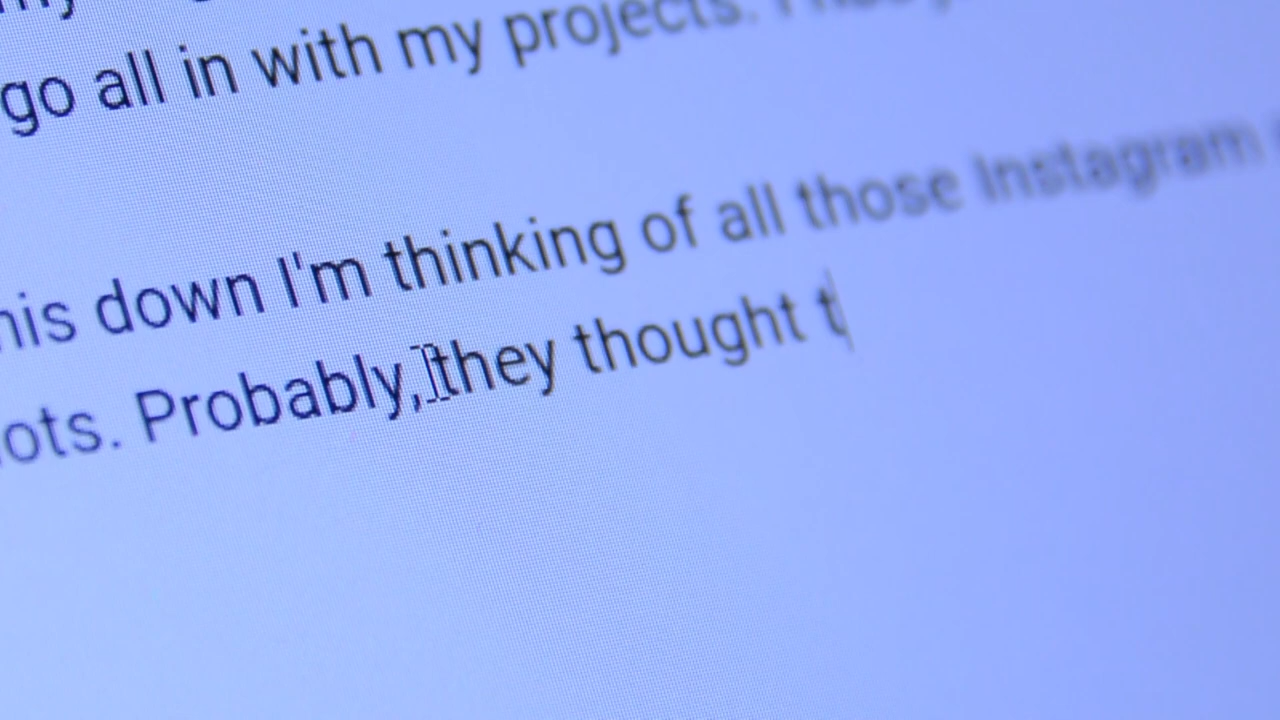 go all in with my projects.
his down I'm thinking of all those Instagram
ots. Probably, they thought t